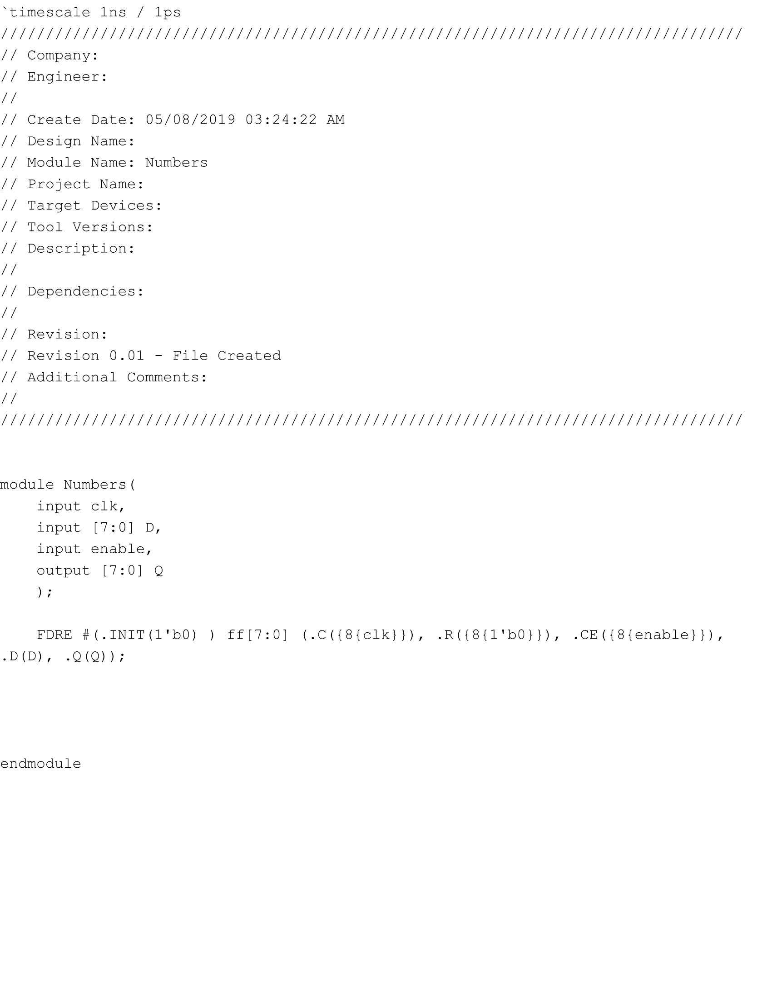 `timescale 1ns / 1ps
//////////////////////////////////////////////////////////////////////////////////
// Company:
// Engineer:
//
// Create Date: 05/08/2019 03:24:22 AM
// Design Name:
// Module Name: Numbers
// Project Name:
// Target Devices:
// Tool Versions:
// Description:
//
// Dependencies:
//
// Revision:
// Revision 0.01 - File Created
// Additional Comments:
//
//////////////////////////////////////////////////////////////////////////////////
module Numbers(
    input clk,
    input [7:0] D,
    input enable,
    output [7:0] Q
    );
    FDRE #(.INIT(1'b0) ) ff[7:0] (.C({8{clk}}), .R({8{1'b0}}), .CE({8{enable}}),
.D(D), .Q(Q));
endmodule